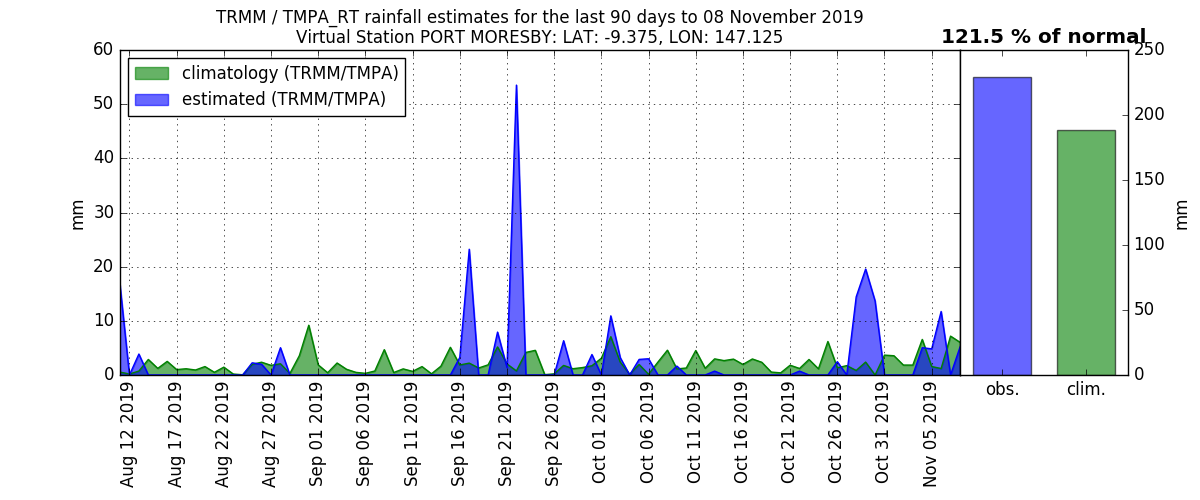 TRMM / TMPA_RT rainfall estimates for the last 90 days to 08 November 2019
Virtual Station PORT MORESBY: LAT: -9.375, LON: 147.125
121.5 % of normal
climatology (TRMM/TMPA)
estimated (TRMM/TMPA)
60
50
40
30
20
10
0
mm
Aug 12 2019
Aug 17 2019
Aug 22 2019
Aug 27 2019
Sep 01 2019
Sep 06 2019
Sep 11 2019
Sep 16 2019
Sep 21 2019
Sep 26 2019
Oct 01 2019
Oct 06 2019
Oct 11 2019
Oct 16 2019
Oct 21 2019
Oct 26 2019
Oct 31 2019
Nov 05 2019
obs.
clim.
250
200
150
100
50
0
mm